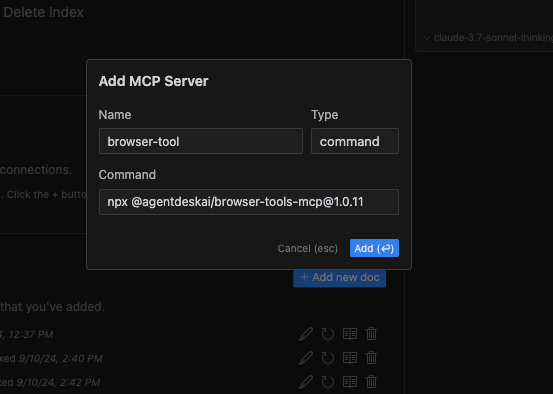 Delete Index
claude-3.7-sonnet-thinking
Add MCP Server
Name
Type
browser-tool
command
Command
npx @agentdeskai/browser-tools-mcp@1.0.11
connections.
Click the + butto
Cancel (esc)
Add (⏎)
+ Add new doc
that you've added.
4, 12:37 PM
xed 9/10/24, 2:40 PM
xed 9/10/24, 2:42 PM